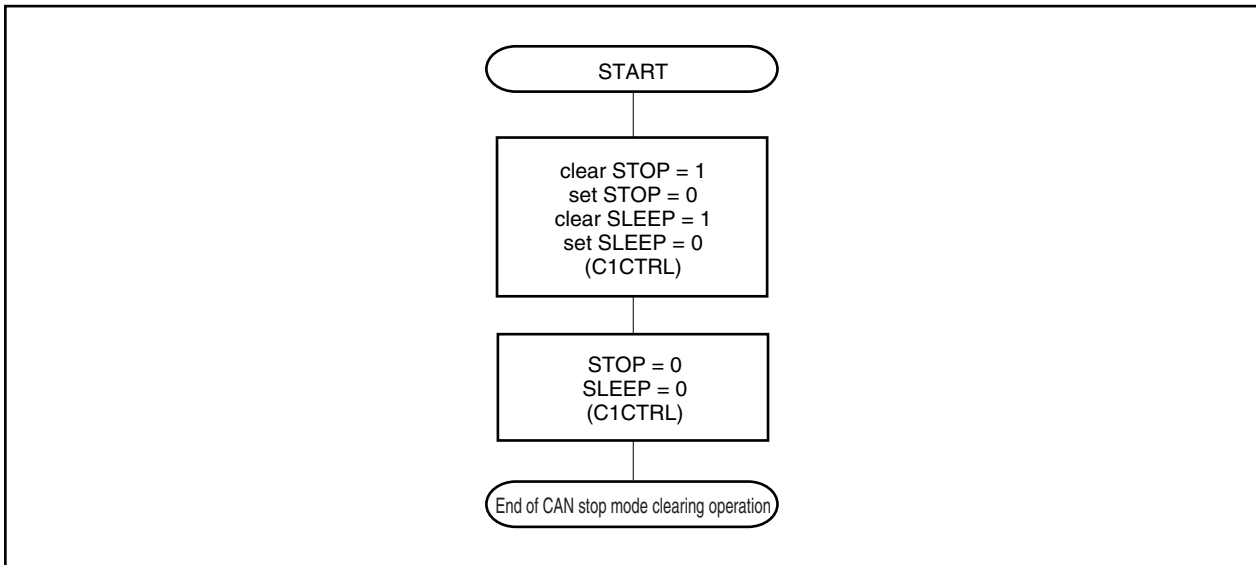 START
clear STOP = 1
set STOP = 0
clear SLEEP = 1
set SLEEP = 0
(C1CTRL)
STOP = 0
SLEEP = 0
(C1CTRL)
End of CAN stop mode clearing operation